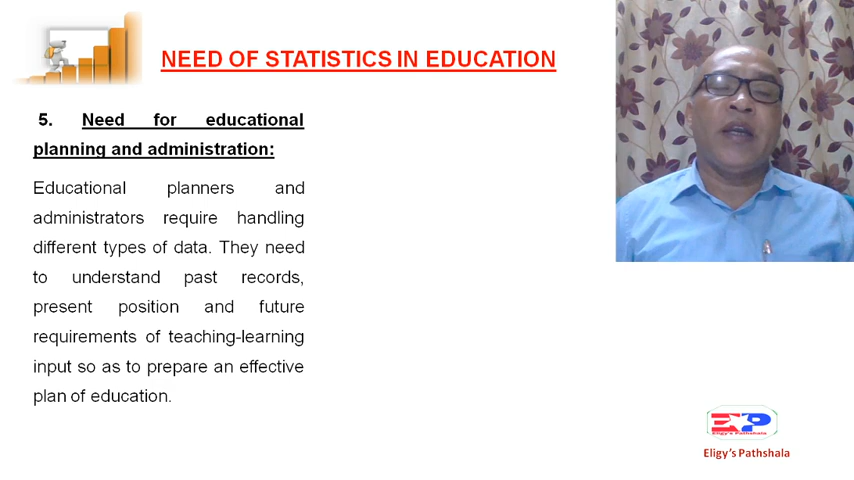 NEED OF STATISTICS IN EDUCATION
5. Need for educational
planning and administration:
Educational planners and
administrators require handling
different types of data. They need
to understand past records,
present position and future
requirements of teaching-learning
input so as to prepare an effective
plan of education.
EP
Eligy's Pathshala
Eligy's Pathshala